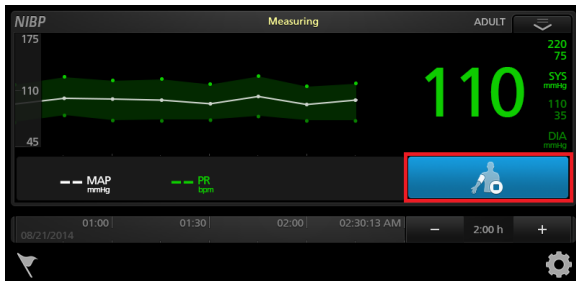 NIBP Measuring ADULT
175
110
45
110
220
75
SYS
mmHg
110
35
DIA
mmHg
-- MAP
mmHg
-- PR
bpm
01:00 01:30 02:00 02:30:13 AM
08/21/2014
− 2:00 h +